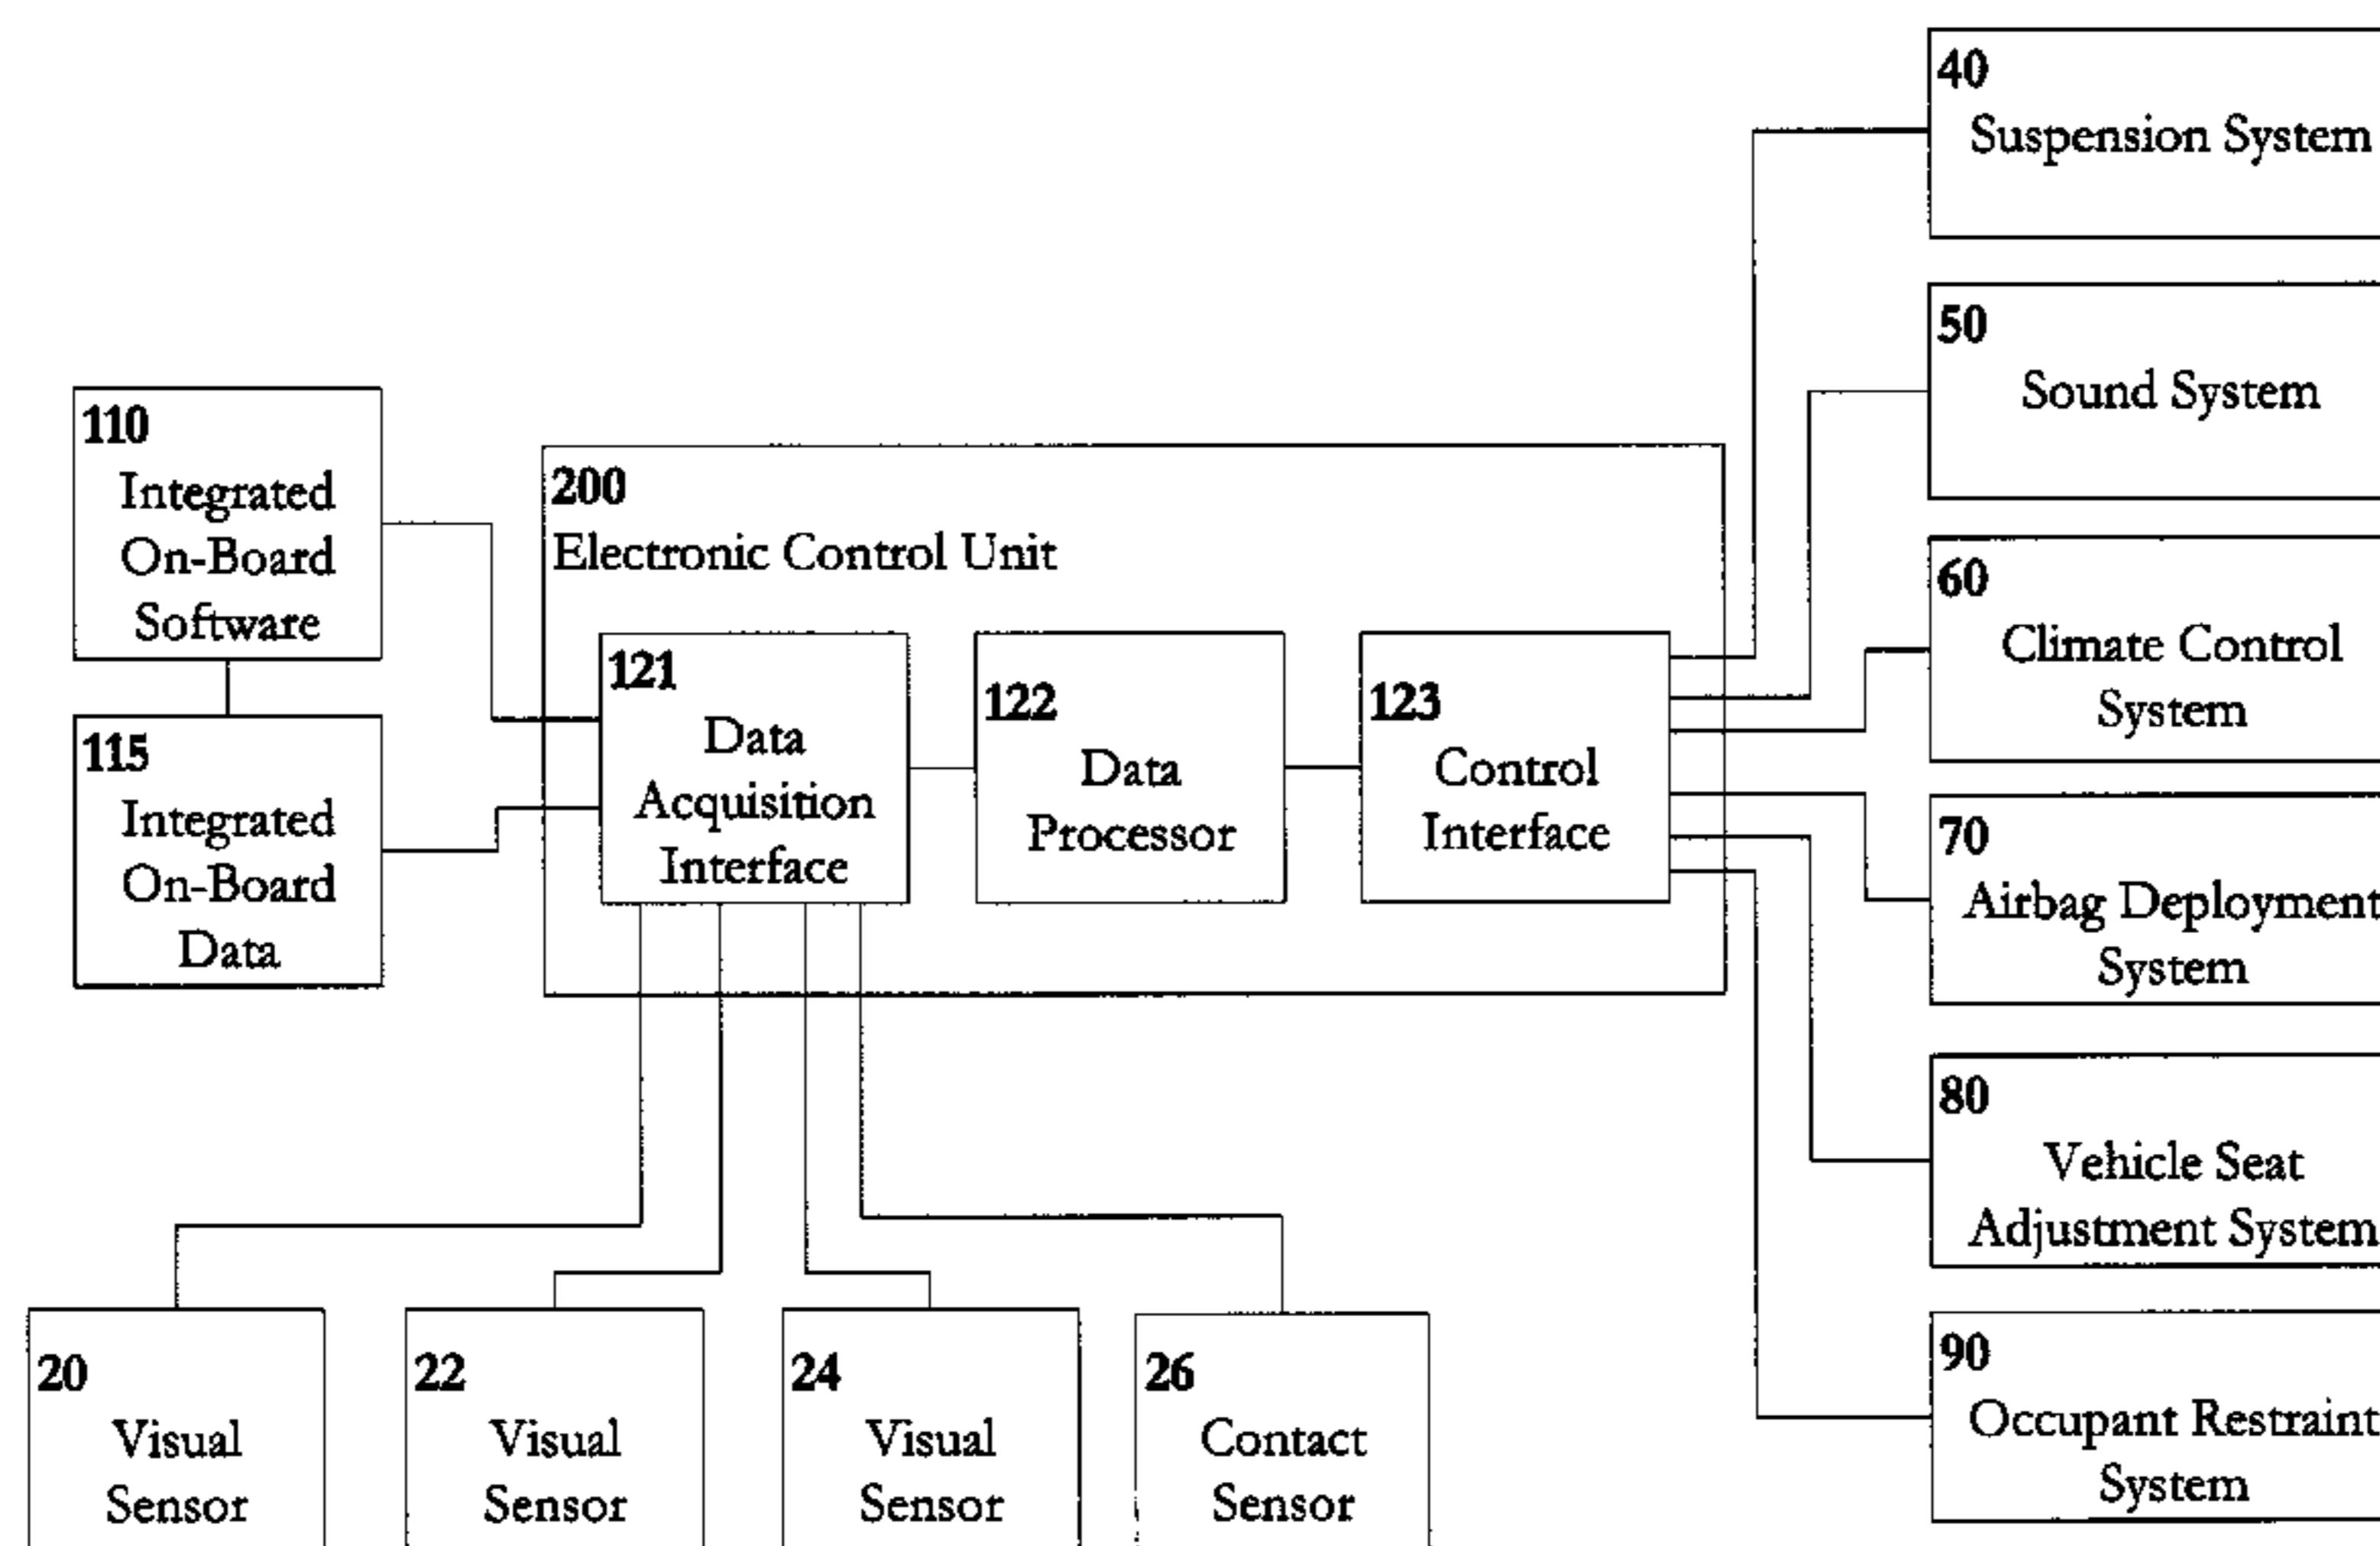 40
Suspension System
50
Sound System
110
Integrated
On-Board
Software
200
Electronic Control Unit
60
Climate Control
System
121
Data
Acquisition
Interface
122
Data
Processor
123
Control
Interface
115
Integrated
On-Board
Data
70
Airbag Deployment
System
80
Vehicle Seat
Adjustment System
20
Visual
Sensor
22
Visual
Sensor
24
Visual
Sensor
26
Contact
Sensor
90
Occupant Restraint
System